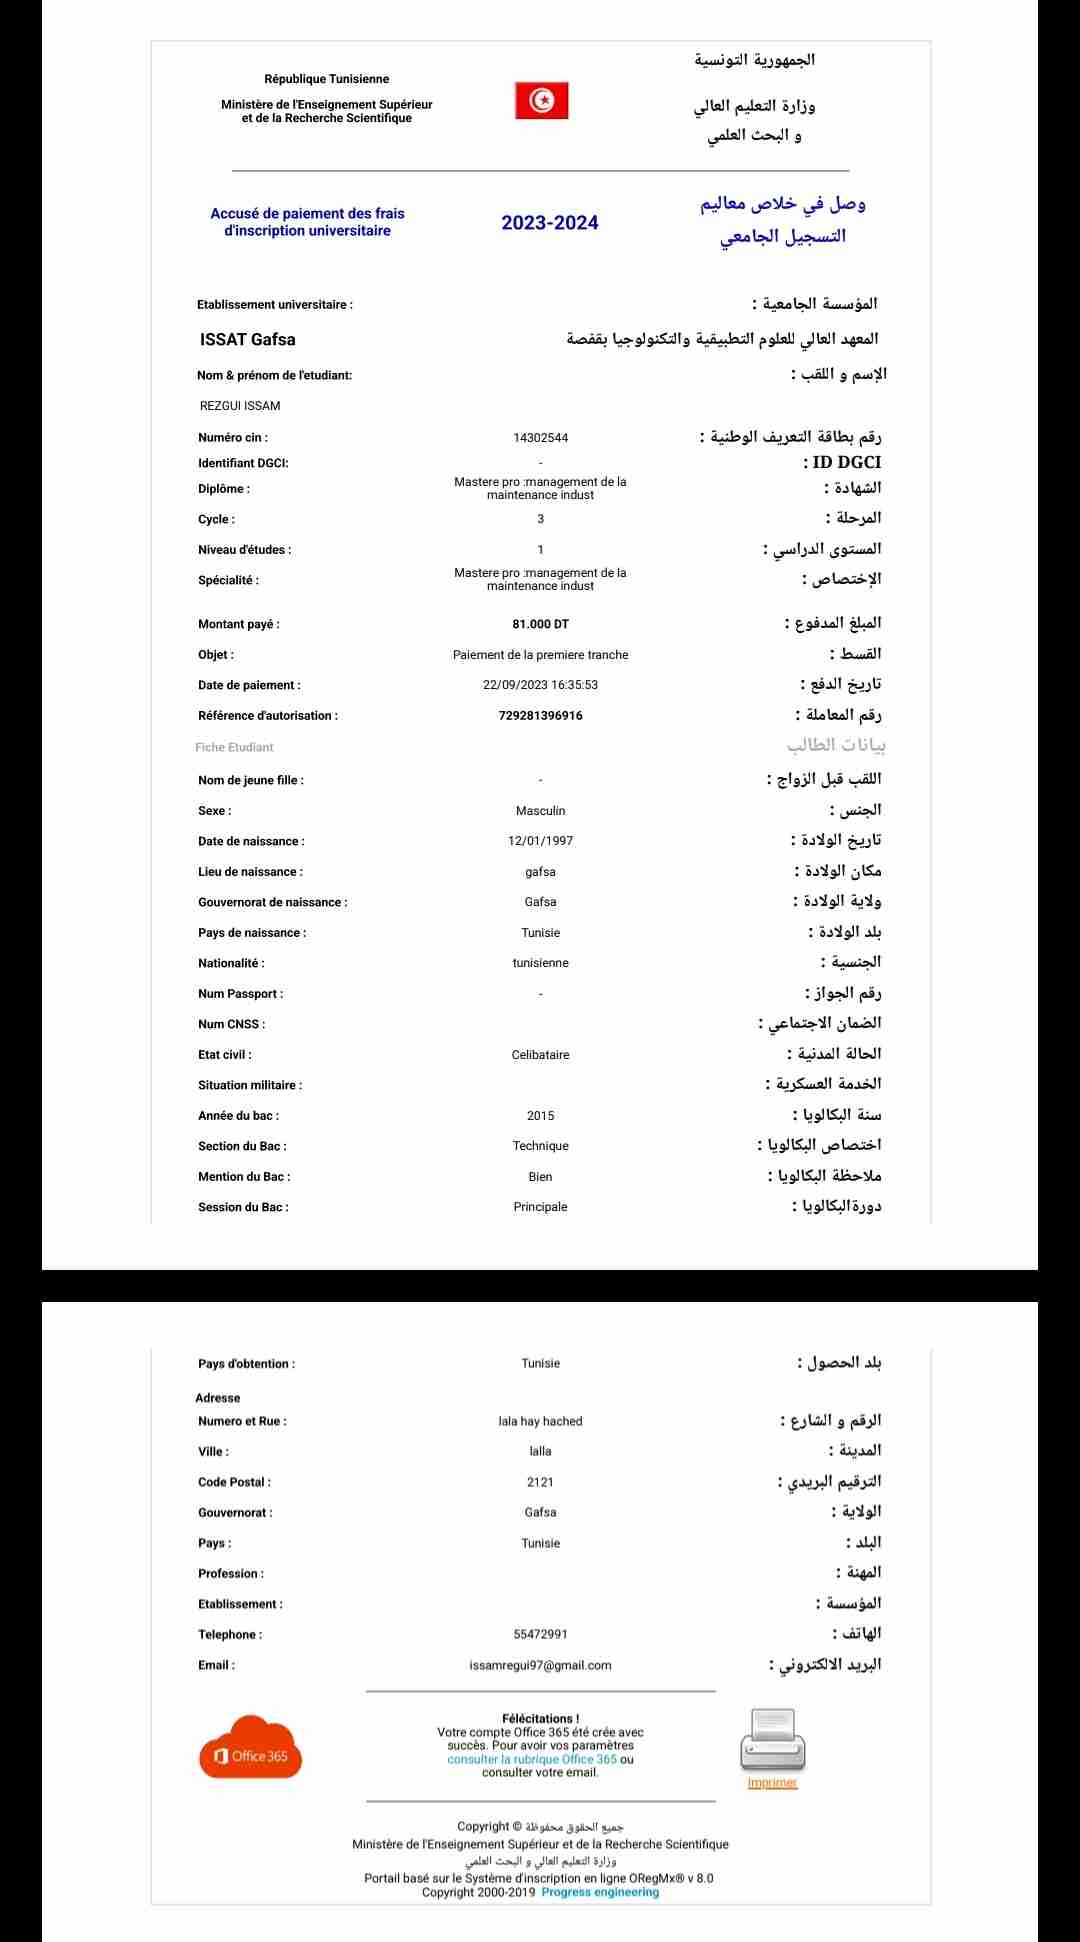 République Tunisienne
Ministère de l'Enseignement Supérieur
et de la Recherche Scientifique
الجمهورية التونسية
وزارة التعليم العالي
و البحث العلمي
Accusé de paiement des frais
d'inscription universitaire
2023-2024
وصل في خلاص معاليم
التسجيل الجامعي
Etablissement universitaire : المؤسسة الجامعية :
ISSAT Gafsa المعهد العالي للعلوم التطبيقية والتكنولوجيا بقفصة
Nom & prénom de l'etudiant: الإسم و اللقب :
REZGUI ISSAM
Numéro cin : 14302544 رقم بطاقة التعريف الوطنية :
Identifiant DGCI: - ID DGCI :
Diplôme : Mastere pro :management de la
maintenance indust الشهادة :
Cycle : 3 المرحلة :
Niveau d'études : 1 المستوى الدراسي :
Spécialité : Mastere pro :management de la
maintenance indust الإختصاص :
Montant payé : 81.000 DT المبلغ المدفوع :
Objet : Paiement de la premiere tranche القسط :
Date de paiement : 22/09/2023 16:35:53 تاريخ الدفع :
Référence d'autorisation : 729281396916 رقم المعاملة :
Fiche Etudiant بيانات الطالب
Nom de jeune fille : - اللقب قبل الزواج :
Sexe : Masculin الجنس :
Date de naissance : 12/01/1997 تاريخ الولادة :
Lieu de naissance : gafsa مكان الولادة :
Gouvernorat de naissance : Gafsa ولاية الولادة :
Pays de naissance : Tunisie بلد الولادة :
Nationalité : tunisienne الجنسية :
Num Passport : - رقم الجواز :
Num CNSS : الضمان الاجتماعي :
Etat civil : Celibataire الحالة المدنية :
Situation militaire : الخدمة العسكرية :
Année du bac : 2015 سنة البكالويا :
Section du Bac : Technique اختصاص البكالويا :
Mention du Bac : Bien ملاحظة البكالويا :
Session du Bac : Principale دورةالبكالويا :
Pays d'obtention : Tunisie بلد الحصول :
Adresse
Numero et Rue : lala hay hached الرقم و الشارع :
Ville : lalla المدينة :
Code Postal : 2121 الترقيم البريدي :
Gouvernorat : Gafsa الولاية :
Pays : Tunisie البلد :
Profession : المهنة :
Etablissement : المؤسسة :
Telephone : 55472991 الهاتف :
Email : issamregui97@gmail.com البريد الالكتروني :
Office 365
Félécitations !
Votre compte Office 365 été crée avec
succès. Pour avoir vos paramètres
consulter la rubrique Office 365 ou
consulter votre email.
Imprimer
Copyright © جميع الحقوق محفوظة
Ministère de l'Enseignement Supérieur et de la Recherche Scientifique
وزارة التعليم العالي و البحث العلمي
Portail basé sur le Système d'inscription en ligne ORegMx® v 8.0
Copyright 2000-2019 Progress engineering